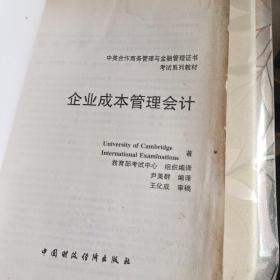 中英合作商务管理与金融管理证书
考试系列教材
企业成本管理会计
University of Cambridge
International Examinations 著
教育部考试中心 组织编译
尹美群 编译
王化成 审稿
中国财政经济出版社